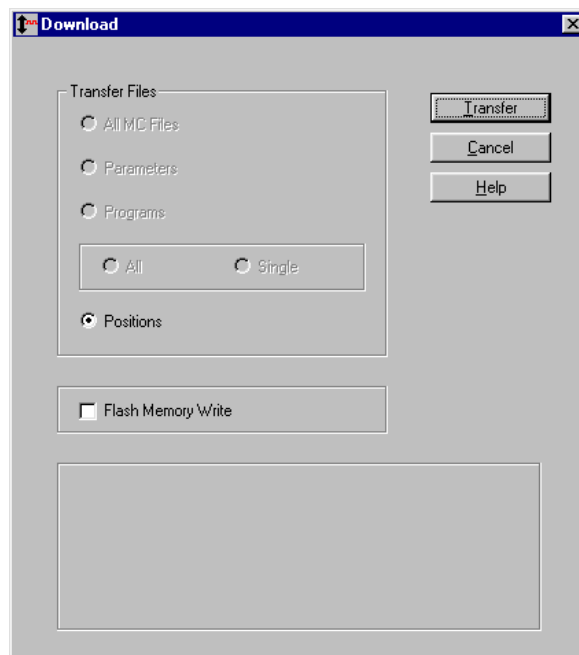 Download
Transfer Files
All MC Files
Parameters
Programs
All Single
Positions
Flash Memory Write
Transfer
Cancel
Help